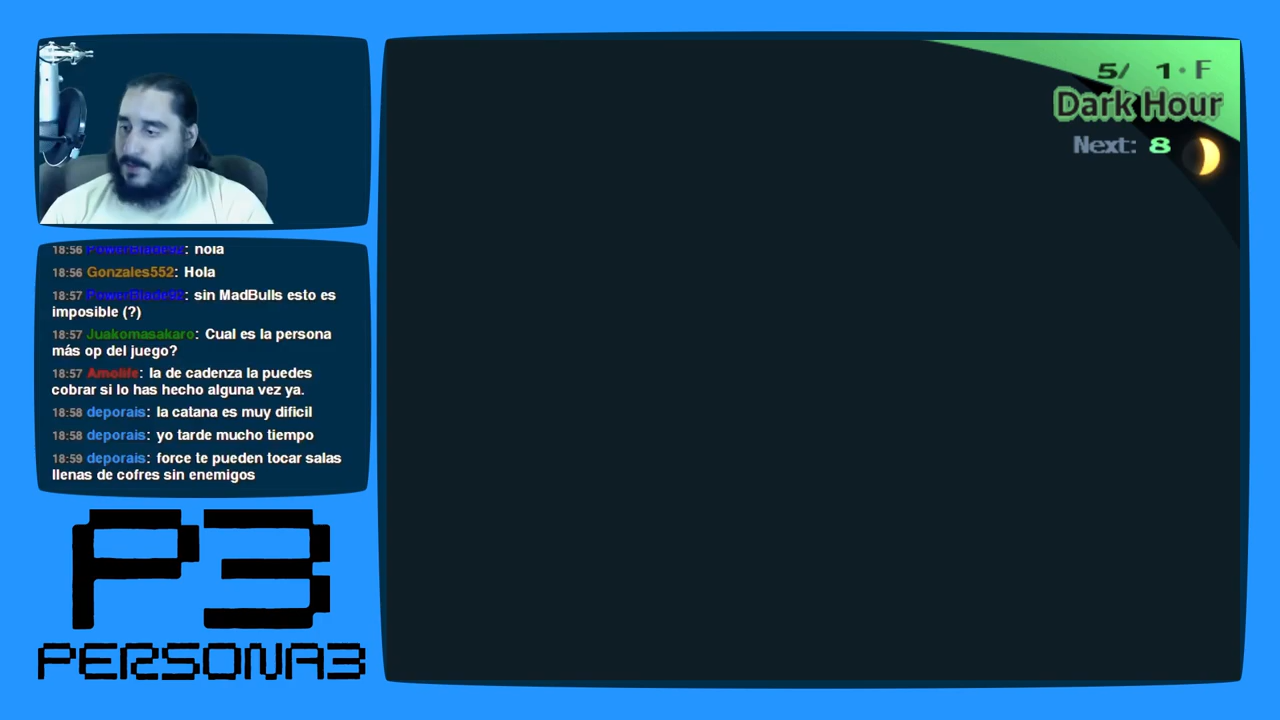 5/ 1・F
Dark Hour
Next: 8
18:56 : hola
18:56 Gonzales552: Hola
18:57 PowerBlade92: sin MadBulls esto es
imposible (?)
18:57 Juakomasakaro: Cual es la persona
más op del juego?
18:57 Amolife: la de cadenza la puedes
cobrar si lo has hecho alguna vez ya.
18:58 deporais: la catana es muy dificil
18:58 deporais: yo tarde mucho tiempo
18:59 deporais: force te pueden tocar salas
llenas de cofres sin enemigos
P3
PERSONA3